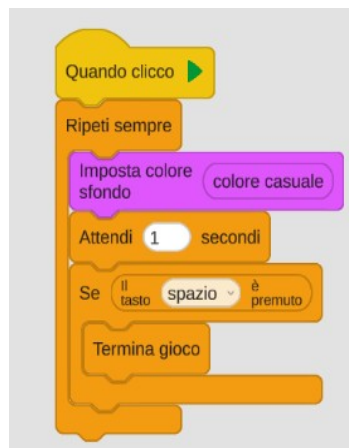 Quando clicco
Ripeti sempre
Imposta colore
sfondo
colore casuale
Attendi 1 secondi
Se
Il
tasto
spazio
è
premuto
Termina gioco